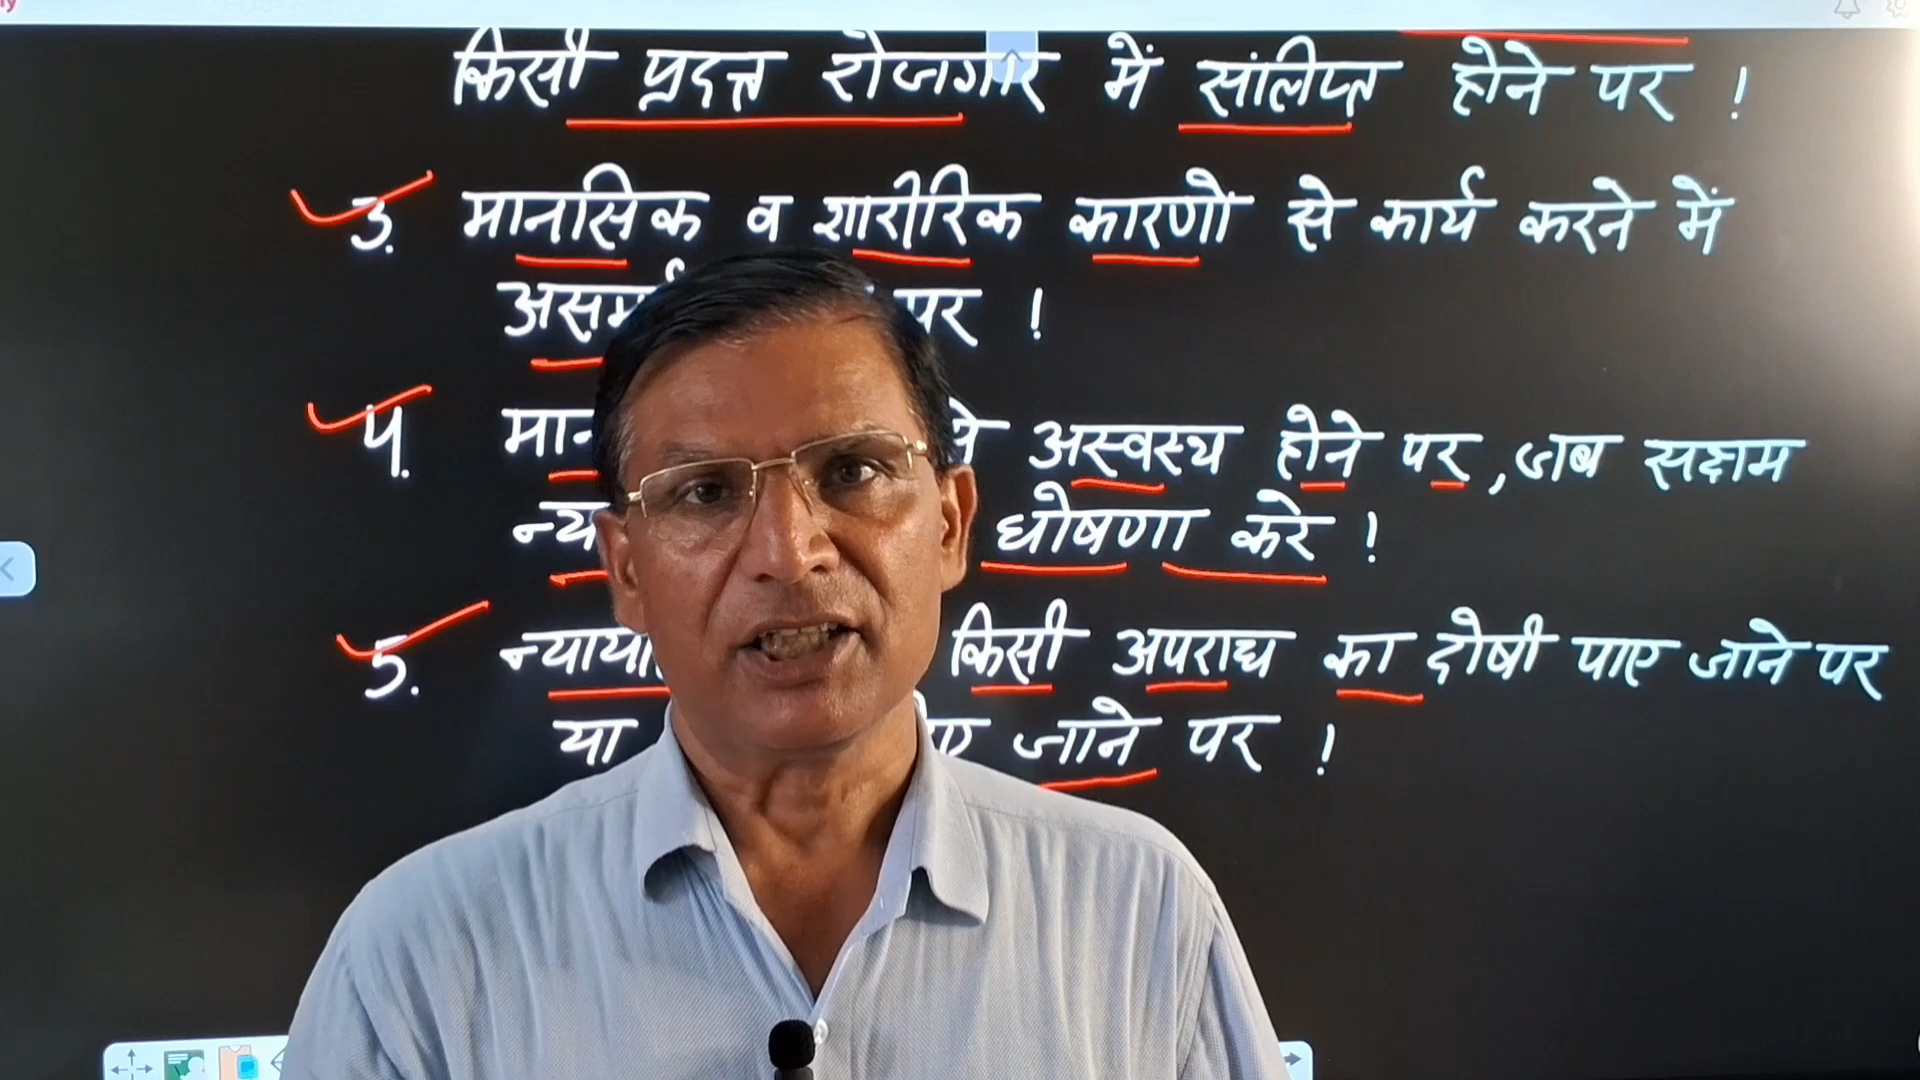 किसी प्रदत्त रोजगार में संलिप्त होने पर !
3. मानसिक व शारीरिक कारणों से कार्य करने में
पर !
4. अस्वस्थ होने पर, जब सक्षम
घोषणा करे !
5. किसी अपराध का दोषी पाए जाने पर
या जाने पर !